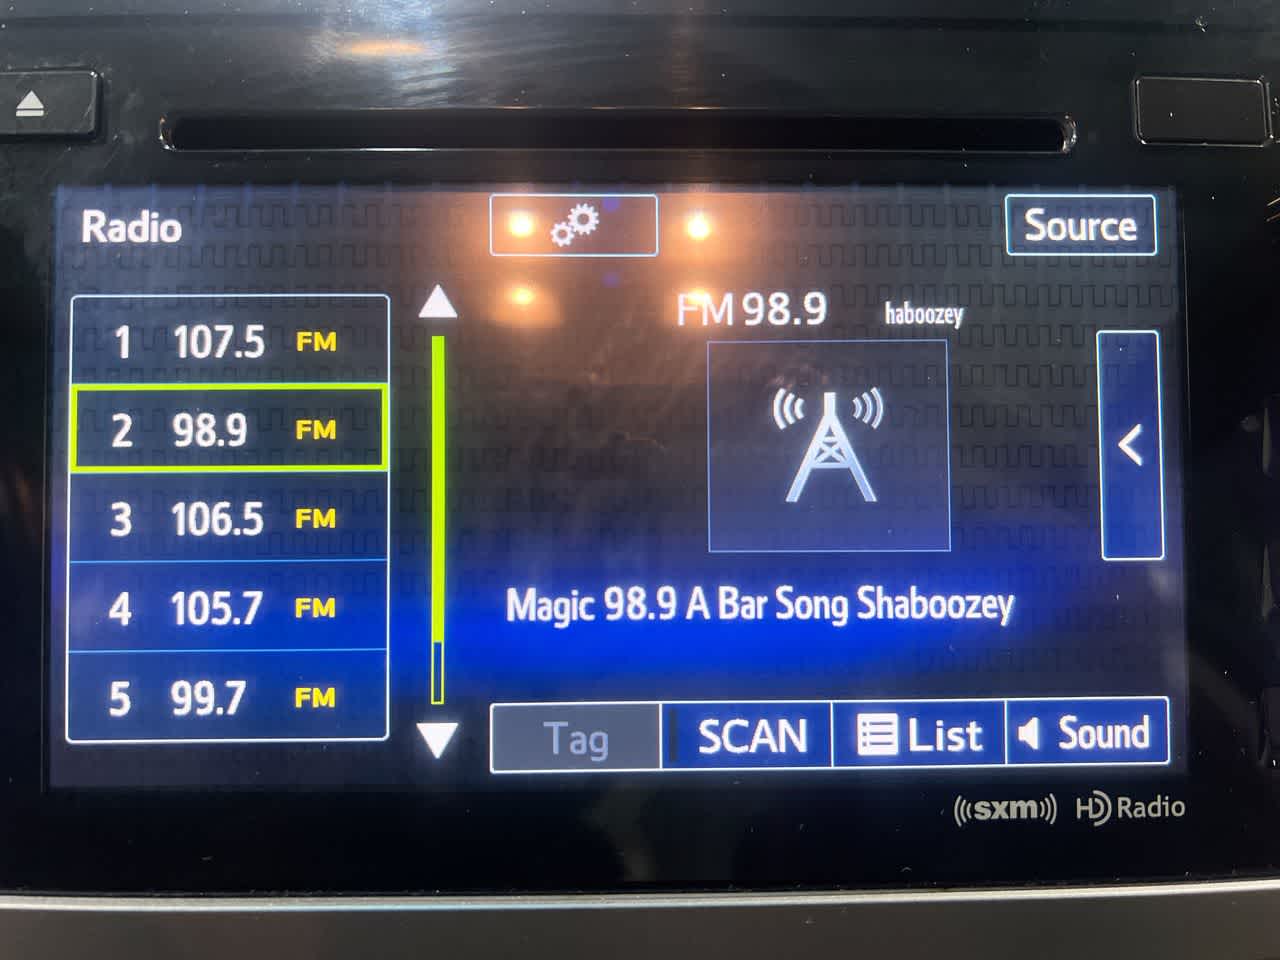 Radio
Source
FM 98.9 haboozey
1 107.5 FM
2 98.9 FM
3 106.5 FM
4 105.7 FM
5 99.7 FM
Magic 98.9 A Bar Song Shaboozey
Tag SCAN List Sound
sxm HD Radio